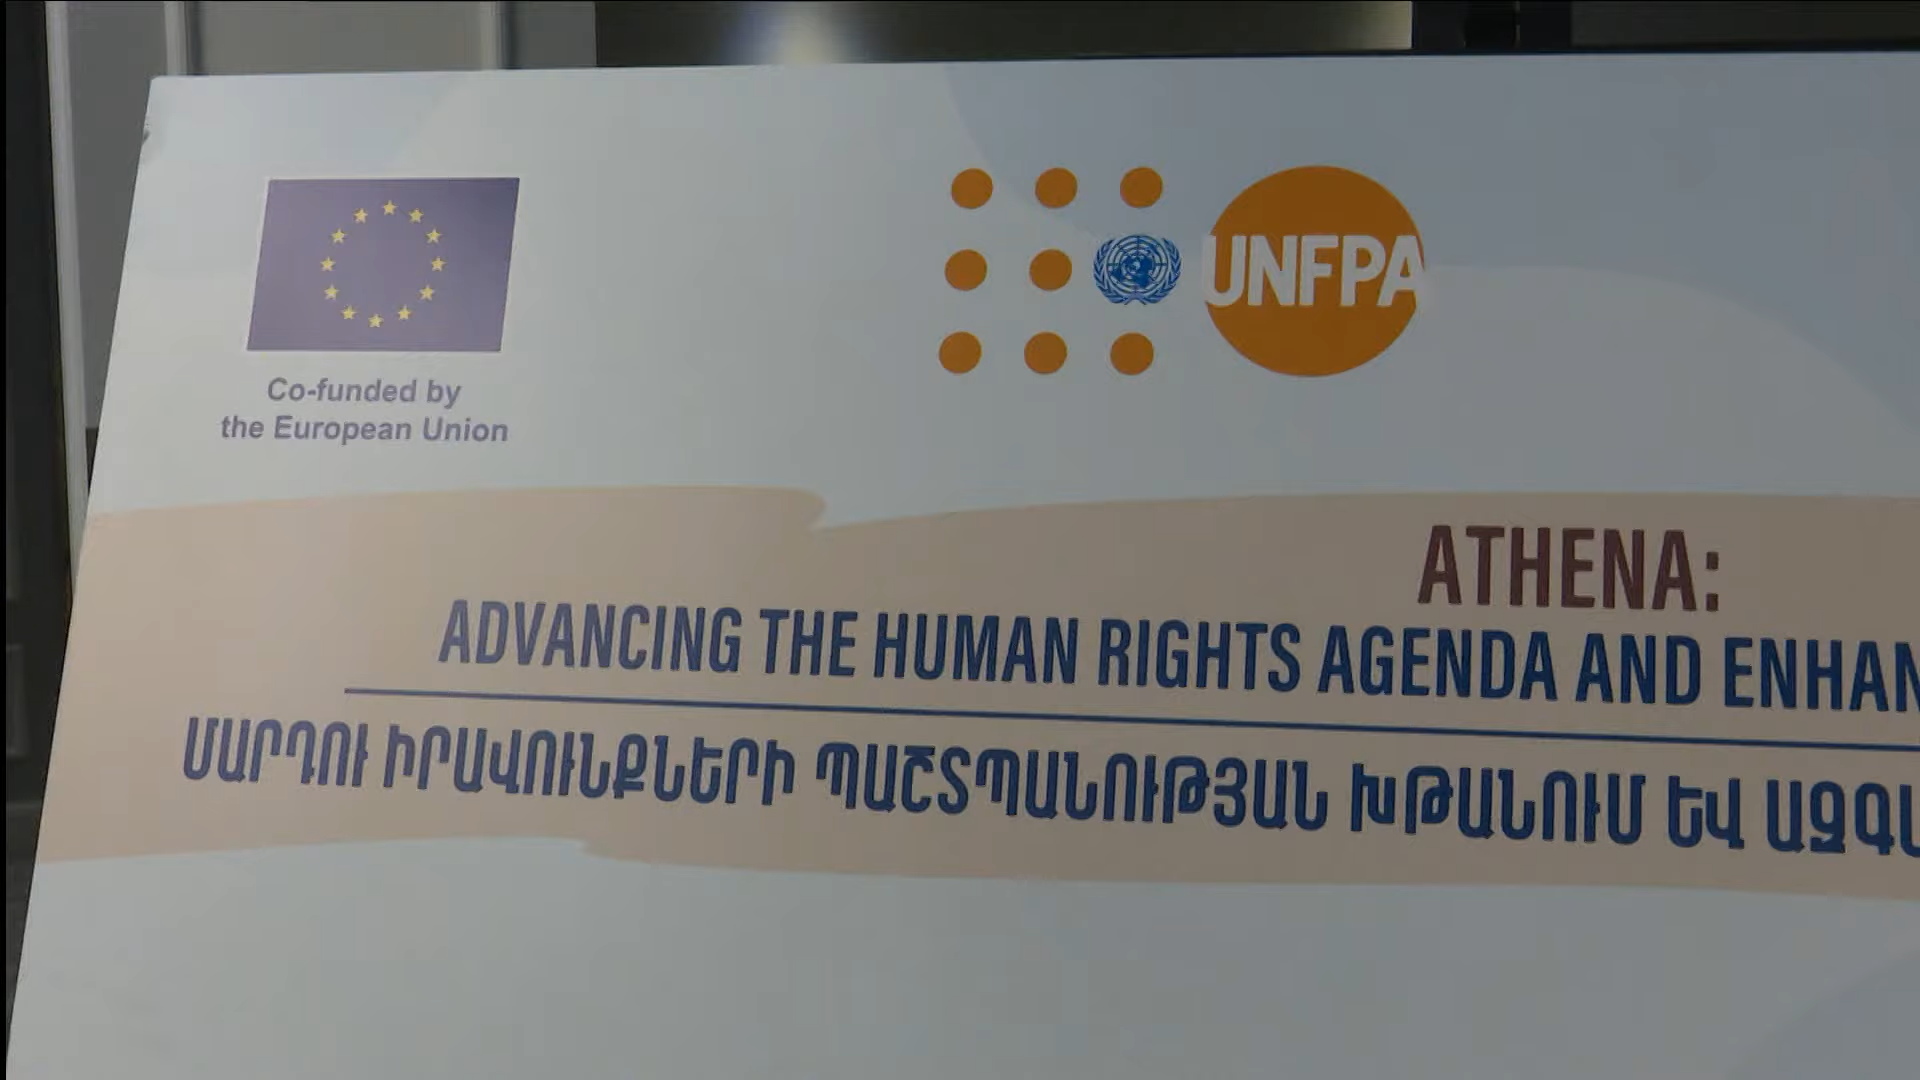 Co-funded by
the European Union
UNFPA
ATHENA:
ADVANCING THE HUMAN RIGHTS AGENDA AND ENHAN
ՄԱՐԴՈՒ ԻՐԱՎՈՒՆՔՆԵՐԻ ՊԱՇՏՊԱՆՈՒԹՅԱՆ ԽԹԱՆՈՒՄ ԵՎ ԱԶԳԱ